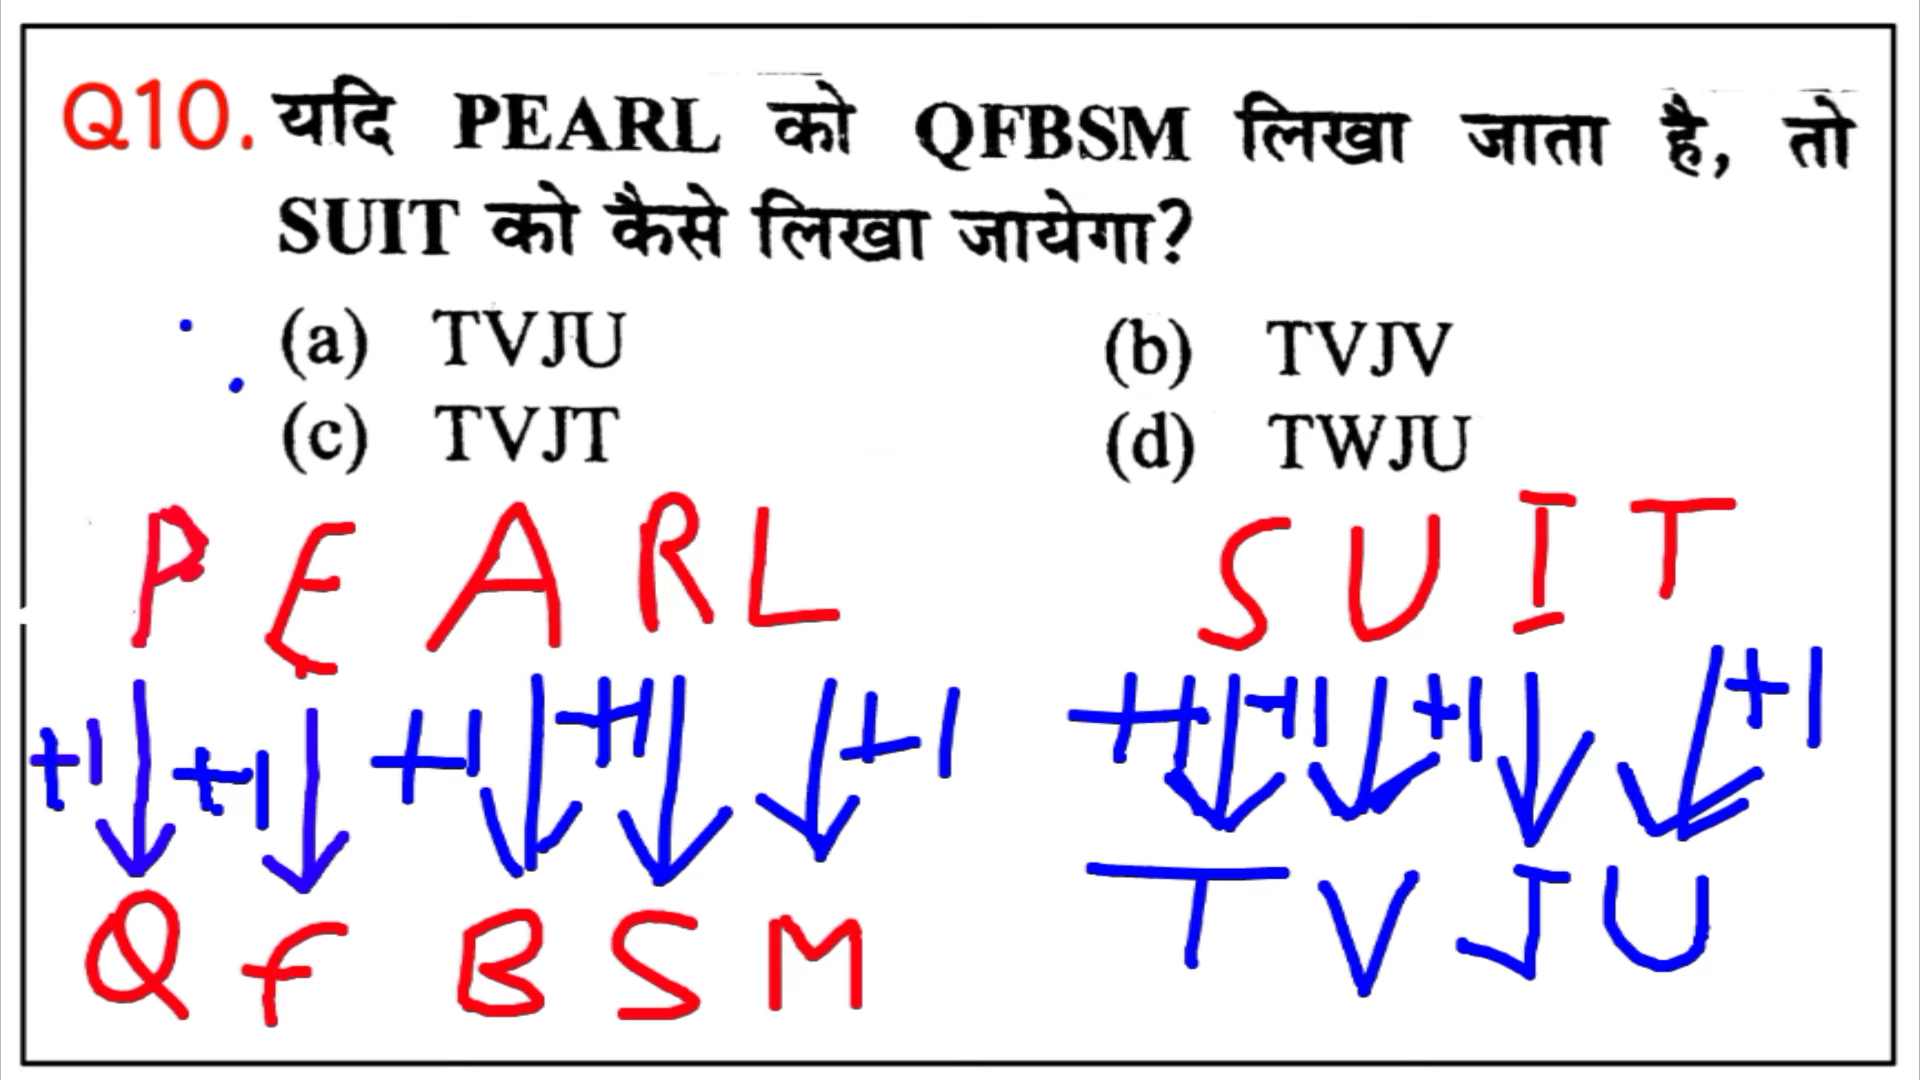 Q10. यदि PEARL को QFBSM लिखा जाता है, तो
SUIT को कैसे लिखा जायेगा?
(a) TVJU (b) TVJV
(c) TVJT (d) TWJU
P E A R L S U I T
+1 +1 +1 +1 +1 +1 +1 +1 +1
Q F B S M T V J U